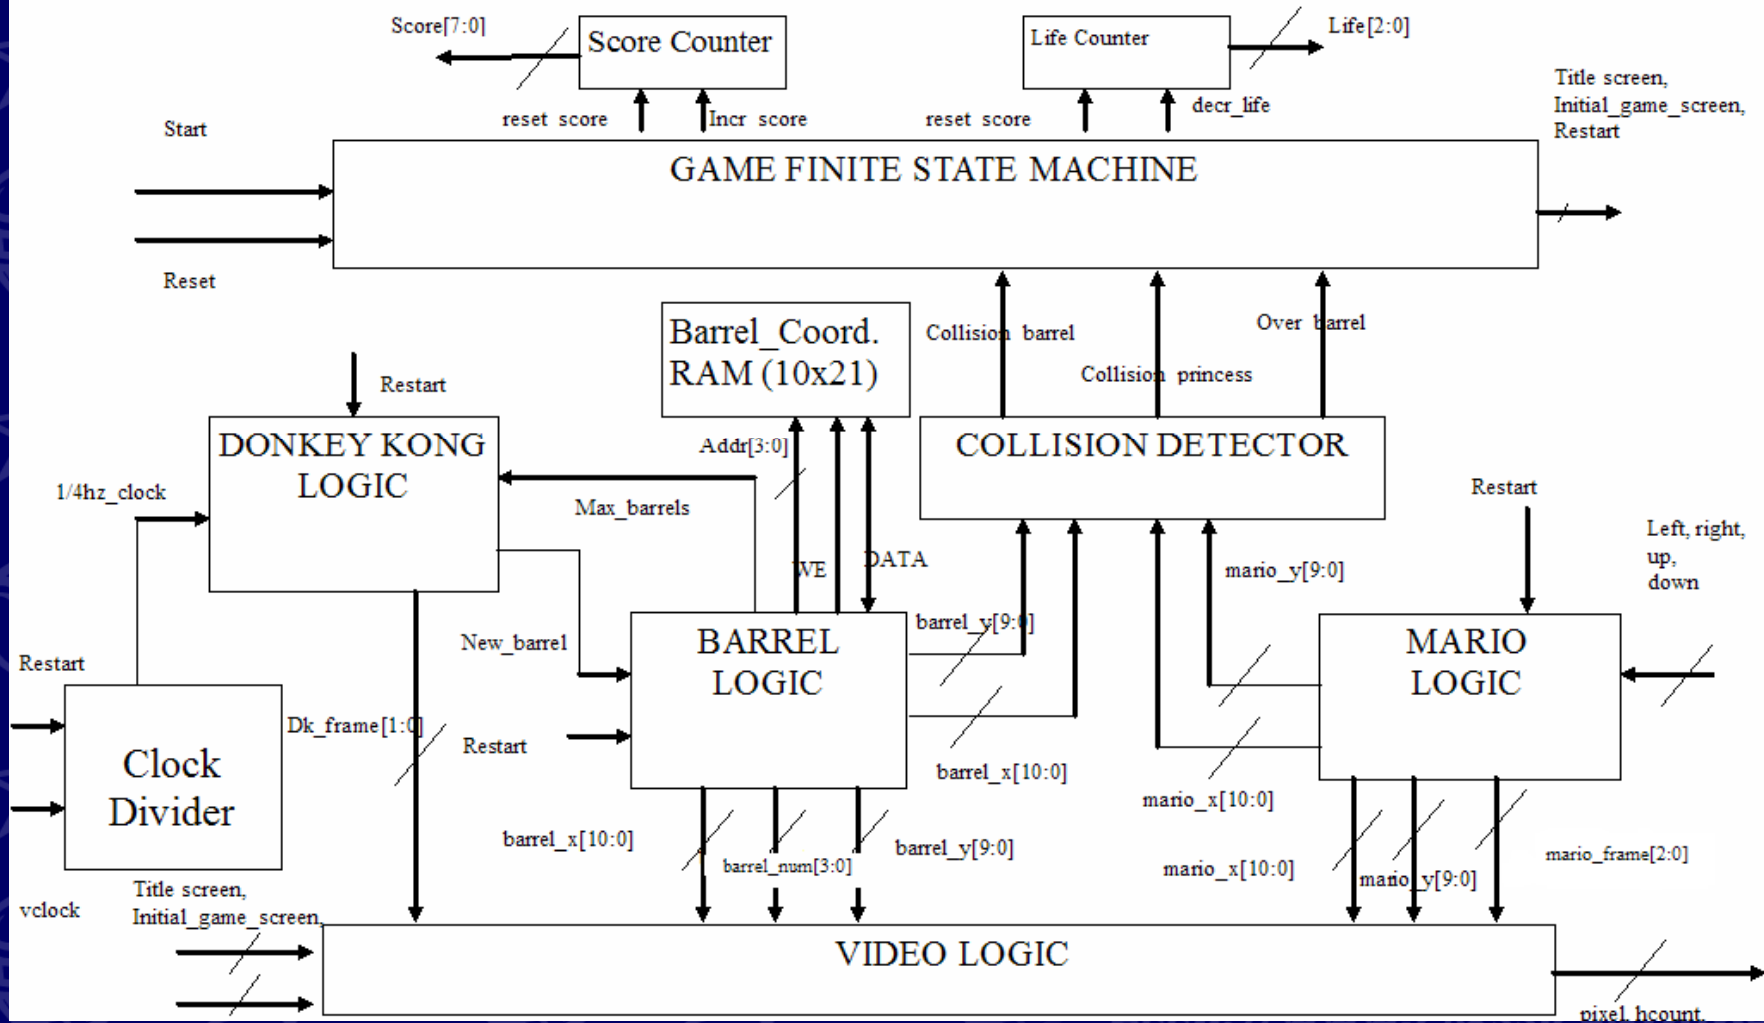 Score[7:0]
Score Counter
Life Counter
Life[2:0]
reset score
Incr score
reset score
decr_life
Title screen,
Initial_game_screen,
Restart
Start
GAME FINITE STATE MACHINE
Reset
Barrel_Coord.
RAM (10x21)
Collision barrel
Over barrel
Collision princess
Restart
DONKEY KONG
LOGIC
Addr[3:0]
COLLISION DETECTOR
1/4hz_clock
Max_barrels
Restart
Left, right,
up,
down
WE
DATA
mario_y[9:0]
New_barrel
BARREL
LOGIC
barrel_y[9:0]
MARIO
LOGIC
Restart
Dk_frame[1:0]
Restart
Clock
Divider
barrel_x[10:0]
mario_x[10:0]
barrel_x[10:0]
barrel_num[3:0]
barrel_y[9:0]
mario_x[10:0]
mario_y[9:0]
mario_frame[2:0]
vclock
Title screen,
Initial_game_screen,
VIDEO LOGIC
pixel, hcount,